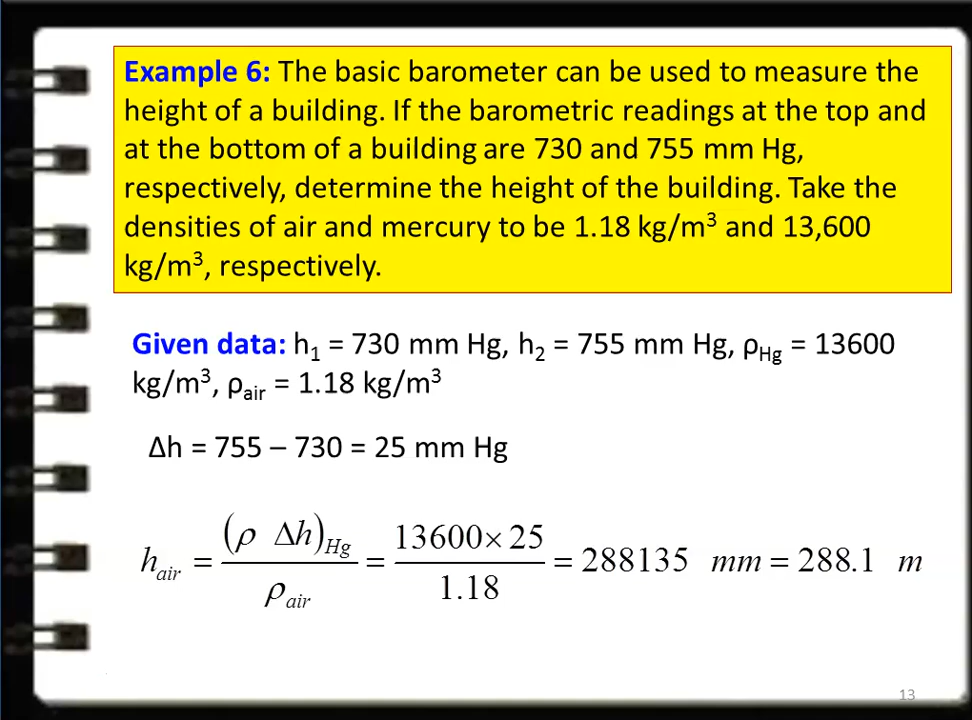 Example 6: The basic barometer can be used to measure the
height of a building. If the barometric readings at the top and
at the bottom of a building are 730 and 755 mm Hg,
respectively, determine the height of the building. Take the
densities of air and mercury to be 1.18 kg/m³ and 13,600
kg/m³, respectively.
Given data: h₁ = 730 mm Hg, h₂ = 755 mm Hg, ρHg = 13600
kg/m³, ρair = 1.18 kg/m³
Δh = 755 – 730 = 25 mm Hg
h_air = (ρ Δh)_Hg / ρ_air = 13600 × 25 / 1.18 = 288135 mm = 288.1 m
13